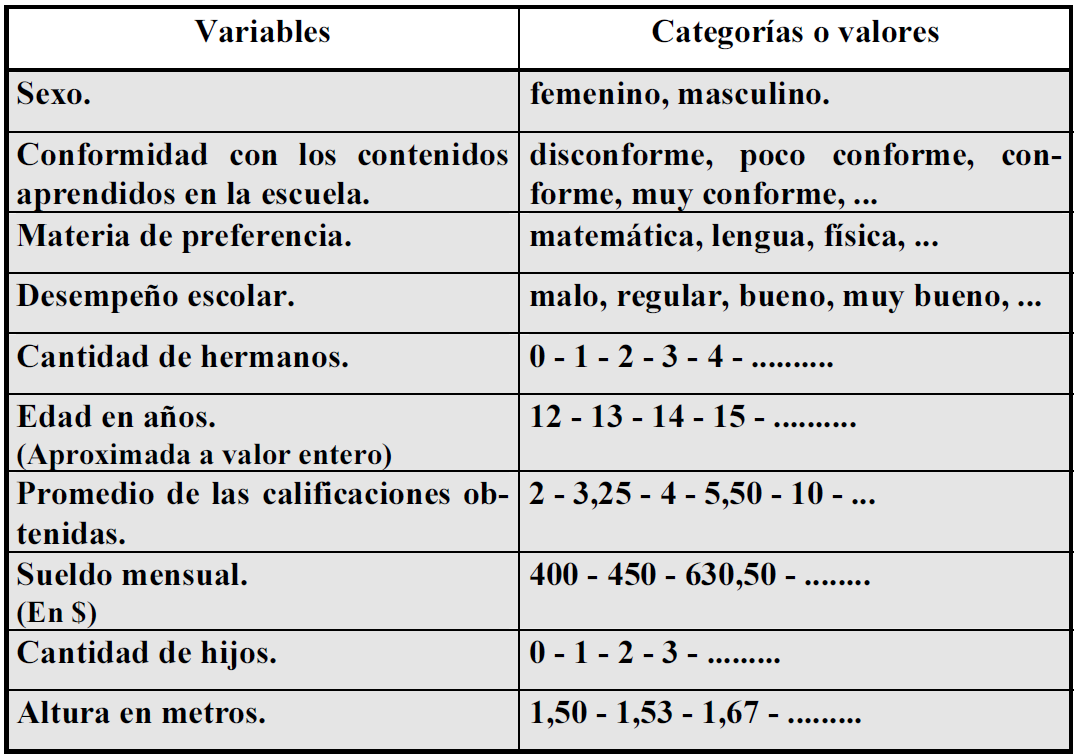 Variables
Categorías o valores
Sexo.
femenino, masculino.
Conformidad con los contenidos
aprendidos en la escuela.
disconforme, poco conforme, con-
forme, muy conforme, ...
Materia de preferencia.
matemática, lengua, física, ...
Desempeño escolar.
malo, regular, bueno, muy bueno, ...
Cantidad de hermanos.
0 - 1 - 2 - 3 - 4 - ..........
Edad en años.
(Aproximada a valor entero)
12 - 13 - 14 - 15 - ..........
Promedio de las calificaciones ob-
tenidas.
2 - 3,25 - 4 - 5,50 - 10 - ...
Sueldo mensual.
(En $)
400 - 450 - 630,50 - ........
Cantidad de hijos.
0 - 1 - 2 - 3 - .........
Altura en metros.
1,50 - 1,53 - 1,67 - .........